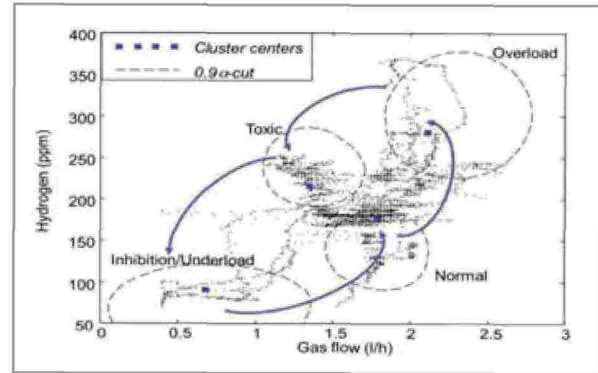 Cluster centers
0.9α-cut
Overload
Toxic
Inhibition/Underload
Normal
Hydrogen (ppm)
400
350
300
250
200
150
100
50
0
0.5
1
1.5
2
2.5
3
Gas flow (l/h)